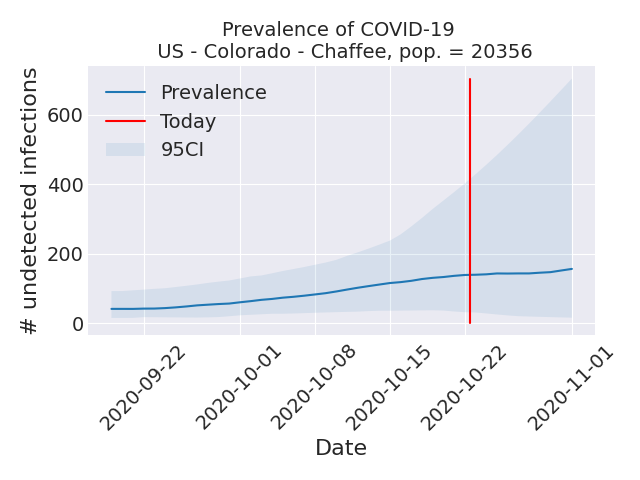 Prevalence of COVID-19
US - Colorado - Chaffee, pop. = 20356
Prevalence
Today
95CI
# undetected infections
600
400
200
0
2020-09-22
2020-10-01
2020-10-08
2020-10-15
2020-10-22
2020-11-01
Date